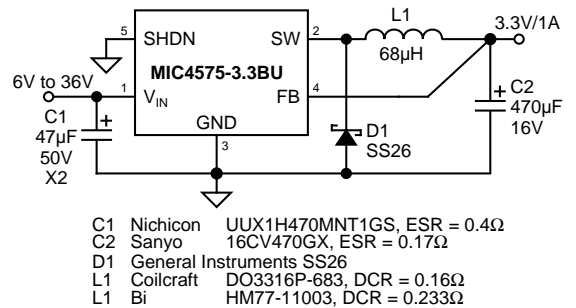 L1
3.3V/1A
5
SHDN
SW
2
68µH
MIC4575-3.3BU
6V to 36V
1
VIN
FB
4
C2
470µF
16V
C1
47µF
50V
X2
GND
3
D1
SS26
C1 Nichicon UUX1H470MNT1GS, ESR = 0.4Ω
C2 Sanyo 16CV470GX, ESR = 0.17Ω
D1 General Instruments SS26
L1 Coilcraft DO3316P-683, DCR = 0.16Ω
L1 Bi HM77-11003, DCR = 0.233Ω